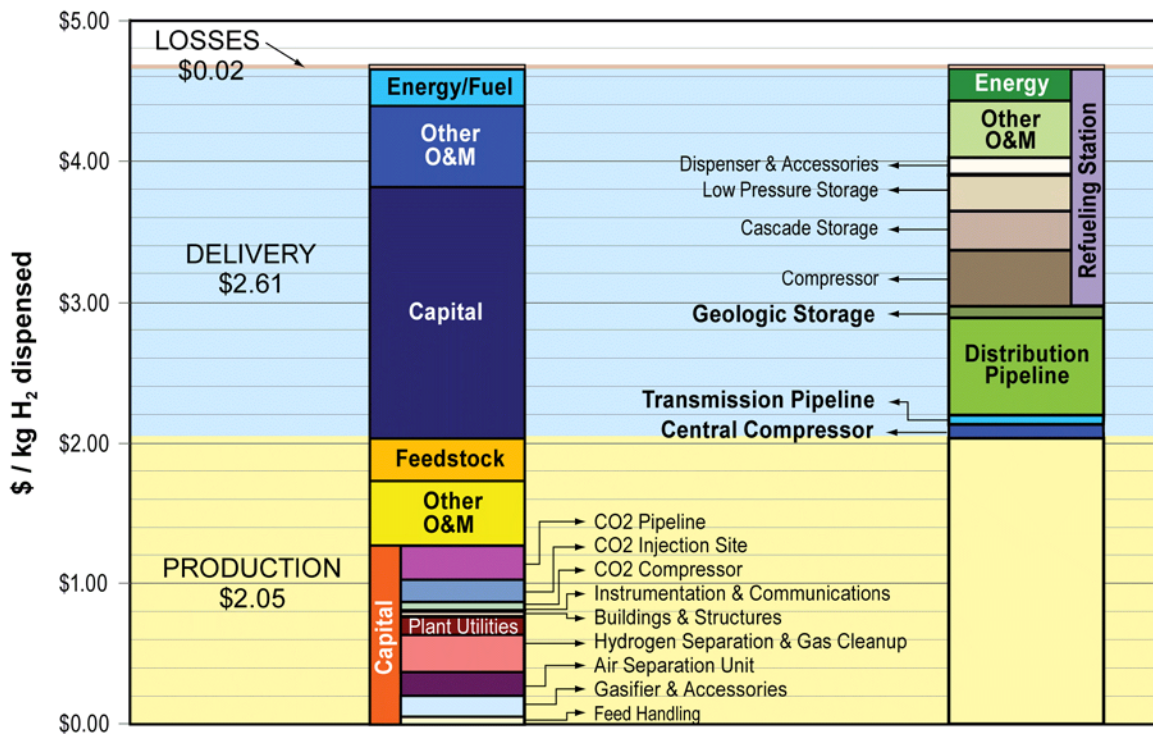 $ / kg H₂ dispensed
$5.00
$4.00
$3.00
$2.00
$1.00
$0.00
LOSSES
$0.02
DELIVERY
$2.61
PRODUCTION
$2.05
Energy/Fuel
Other
O&M
Capital
Feedstock
Other
O&M
Capital
Plant Utilities
CO2 Pipeline
CO2 Injection Site
CO2 Compressor
Instrumentation & Communications
Buildings & Structures
Hydrogen Separation & Gas Cleanup
Air Separation Unit
Gasifier & Accessories
Feed Handling
Dispenser & Accessories
Low Pressure Storage
Cascade Storage
Compressor
Geologic Storage
Transmission Pipeline
Central Compressor
Energy
Other
O&M
Refueling Station
Distribution
Pipeline